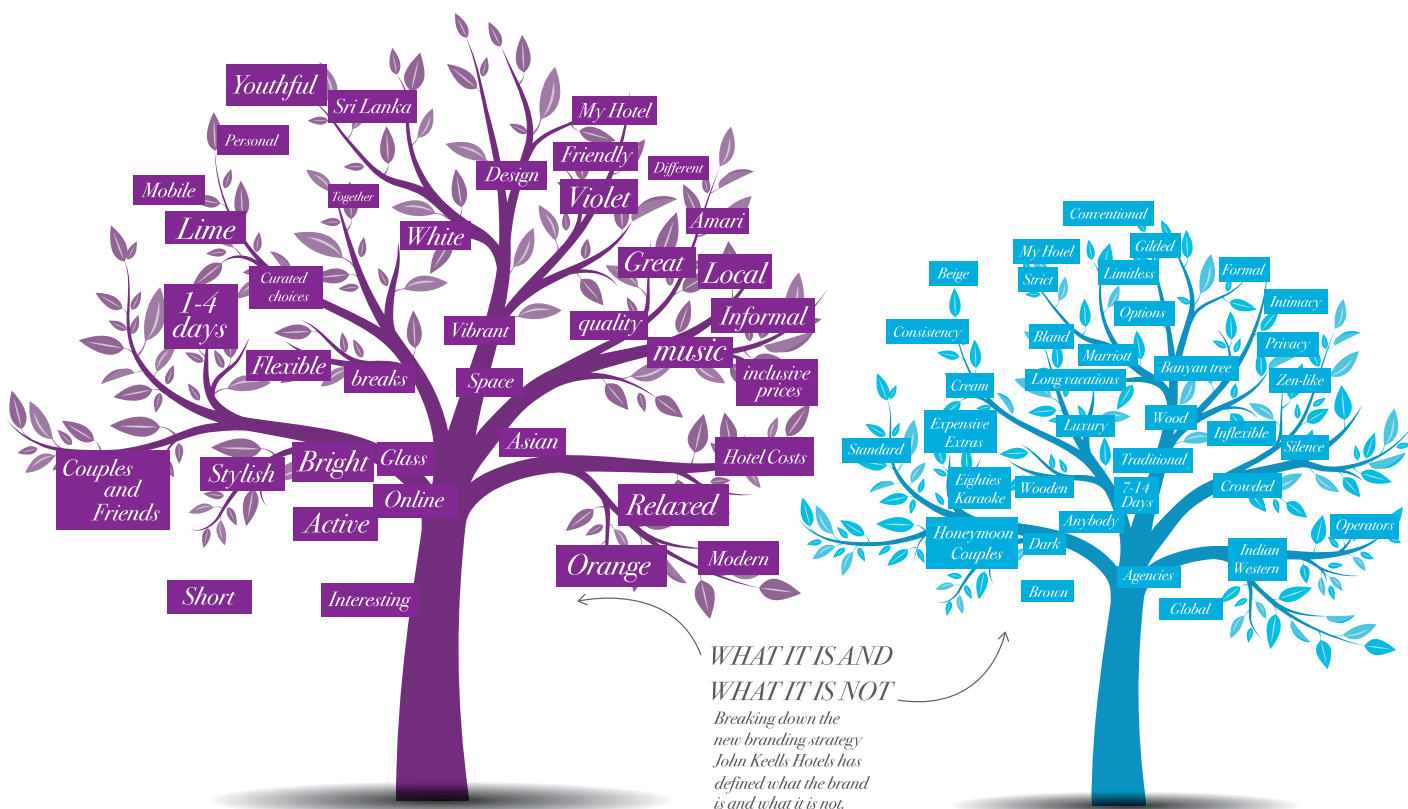 Youthful
Sri Lanka
My Hotel
Personal
Friendly
Different
Design
Mobile
Together
Violet
Lime
White
Amari
Great
Local
Curated
choices
1-4
days
Vibrant
quality
Informal
music
Flexible
breaks
Space
inclusive
prices
Asian
Hotel Costs
Couples
and
Friends
Stylish
Bright
Glass
Online
Relaxed
Active
Orange
Modern
Short
Interesting
WHAT IT IS AND
WHAT IT IS NOT
Breaking down the
new branding strategy
John Keells Hotels has
defined what the brand
is and what it is not.
Conventional
My Hotel
Gilded
Beige
Strict
Limitless
Formal
Intimacy
Options
Consistency
Bland
Privacy
Marriott
Banyan tree
Cream
Long vacations
Zen-like
Expensive
Extras
Luxury
Wood
Inflexible
Standard
Silence
Traditional
Eighties
Karaoke
Wooden
7-14
Days
Crowded
Honeymoon
Couples
Dark
Anybody
Operators
Indian
Western
Agencies
Brown
Global